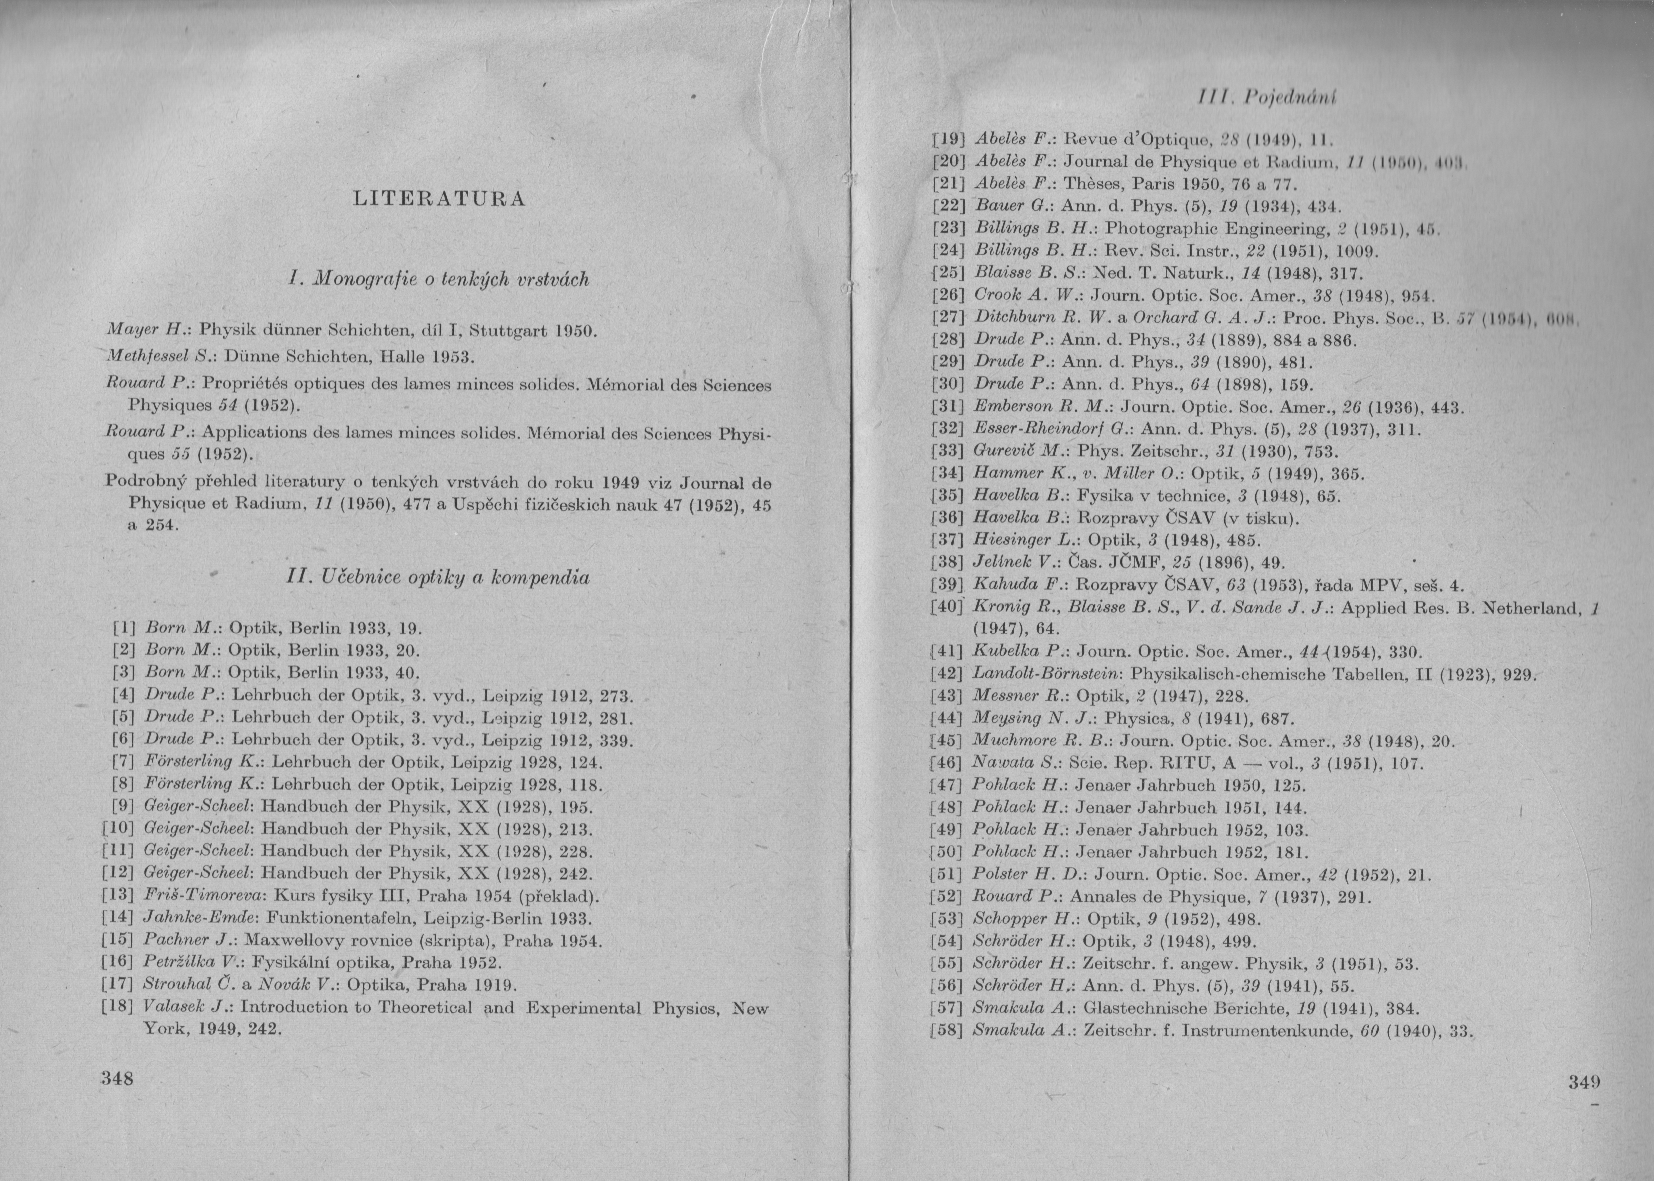 LITERATURA
I. Monografie o tenkých vrstvách
Mayer H.: Physik dünner Schichten, díl I, Stuttgart 1950.
Methfessel S.: Dünne Schichten, Halle 1953.
Rouard P.: Propriétés optiques des lames minces solides. Mémorial des Sciences
Physiques 54 (1952).
Rouard P.: Applications des lames minces solides. Mémorial des Sciences Physi-
ques 55 (1952).
Podrobný přehled literatury o tenkých vrstvách do roku 1949 viz Journal de
Physique et Radium, 11 (1950), 477 a Uspěchi fizičeskich nauk 47 (1952), 45
a 254.
II. Učebnice optiky a kompendia
[1] Born M.: Optik, Berlin 1933, 19.
[2] Born M.: Optik, Berlin 1933, 20.
[3] Born M.: Optik, Berlin 1933, 40.
[4] Drude P.: Lehrbuch der Optik, 3. vyd., Leipzig 1912, 273.
[5] Drude P.: Lehrbuch der Optik, 3. vyd., Leipzig 1912, 281.
[6] Drude P.: Lehrbuch der Optik, 3. vyd., Leipzig 1912, 339.
[7] Försterling K.: Lehrbuch der Optik, Leipzig 1928, 124.
[8] Försterling K.: Lehrbuch der Optik, Leipzig 1928, 118.
[9] Geiger-Scheel: Handbuch der Physik, XX (1928), 195.
[10] Geiger-Scheel: Handbuch der Physik, XX (1928), 213.
[11] Geiger-Scheel: Handbuch der Physik, XX (1928), 228.
[12] Geiger-Scheel: Handbuch der Physik, XX (1928), 242.
[13] Friš-Timoreva: Kurs fysiky III, Praha 1954 (překlad).
[14] Jahnke-Emde: Funktionentafeln, Leipzig-Berlin 1933.
[15] Pachner J.: Maxwellovy rovnice (skripta), Praha 1954.
[16] Petržílka V.: Fysikální optika, Praha 1952.
[17] Strouhal Č. a Novák V.: Optika, Praha 1919.
[18] Valasek J.: Introduction to Theoretical and Experimental Physics, New
York, 1949, 242.
348
III. Pojednání
[19] Abelès F.: Revue d'Optique, 28 (1949), 11.
[20] Abelès F.: Journal de Physique et Radium, 11 (1950), 403.
[21] Abelès F.: Thèses, Paris 1950, 76 a 77.
[22] Bauer G.: Ann. d. Phys. (5), 19 (1934), 434.
[23] Billings B. H.: Photographic Engineering, 2 (1951), 45.
[24] Billings B. H.: Rev. Sci. Instr., 22 (1951), 1009.
[25] Blaisse B. S.: Ned. T. Naturk., 14 (1948), 317.
[26] Crook A. W.: Journ. Optic. Soc. Amer., 38 (1948), 954.
[27] Ditchburn R. W. a Orchard G. A. J.: Proc. Phys. Soc., B. 57 (1954), 608.
[28] Drude P.: Ann. d. Phys., 34 (1889), 884 a 886.
[29] Drude P.: Ann. d. Phys., 39 (1890), 481.
[30] Drude P.: Ann. d. Phys., 64 (1898), 159.
[31] Emberson R. M.: Journ. Optic. Soc. Amer., 26 (1936), 443.
[32] Esser-Rheindorf G.: Ann. d. Phys. (5), 28 (1937), 311.
[33] Gurevič M.: Phys. Zeitschr., 31 (1930), 753.
[34] Hammer K., v. Miller O.: Optik, 5 (1949), 365.
[35] Havelka B.: Fysika v technice, 3 (1948), 65.
[36] Havelka B.: Rozpravy ČSAV (v tisku).
[37] Hiesinger L.: Optik, 3 (1948), 485.
[38] Jelínek V.: Čas. JČMF, 25 (1896), 49.
[39] Kahuda F.: Rozpravy ČSAV, 63 (1953), řada MPV, seš. 4.
[40] Kronig R., Blaisse B. S., V. d. Sande J. J.: Applied Res. B. Netherland, 1
(1947), 64.
[41] Kubelka P.: Journ. Optic. Soc. Amer., 44 (1954), 330.
[42] Landolt-Börnstein: Physikalisch-chemische Tabellen, II (1923), 929.
[43] Messner R.: Optik, 2 (1947), 228.
[44] Meysing N. J.: Physica, 8 (1941), 687.
[45] Muchmore R. B.: Journ. Optic. Soc. Amer., 38 (1948), 20.
[46] Nawata S.: Scie. Rep. RITU, A — vol., 3 (1951), 107.
[47] Pohlack H.: Jenaer Jahrbuch 1950, 125.
[48] Pohlack H.: Jenaer Jahrbuch 1951, 144.
[49] Pohlack H.: Jenaer Jahrbuch 1952, 103.
[50] Pohlack H.: Jenaer Jahrbuch 1952, 181.
[51] Polster H. D.: Journ. Optic. Soc. Amer., 42 (1952), 21.
[52] Rouard P.: Annales de Physique, 7 (1937), 291.
[53] Schopper H.: Optik, 9 (1952), 498.
[54] Schröder H.: Optik, 3 (1948), 499.
[55] Schröder H.: Zeitschr. f. angew. Physik, 3 (1951), 53.
[56] Schröder H.: Ann. d. Phys. (5), 39 (1941), 55.
[57] Smakula A.: Glastechnische Berichte, 19 (1941), 384.
[58] Smakula A.: Zeitschr. f. Instrumentenkunde, 60 (1940), 33.
349